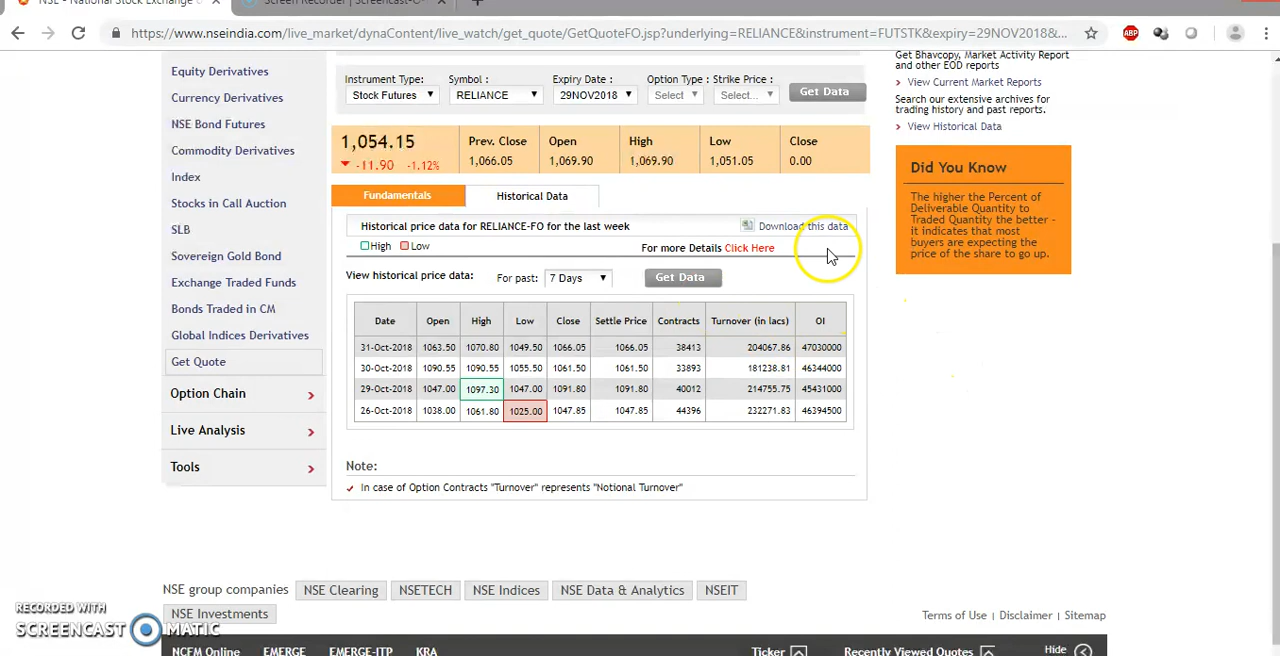 NSE - National Stock Exchange
Screen Recorder | Screencast-O-
https://www.nseindia.com/live_market/dynaContent/live_watch/get_quote/GetQuoteFO.jsp?underlying=RELIANCE&instrument=FUTSTK&expiry=29NOV2018&...
ABP
Equity Derivatives
Currency Derivatives
NSE Bond Futures
Commodity Derivatives
Index
Stocks in Call Auction
SLB
Sovereign Gold Bond
Exchange Traded Funds
Bonds Traded in CM
Global Indices Derivatives
Get Quote
Option Chain
Live Analysis
Tools
Instrument Type: Symbol: Expiry Date: Option Type: Strike Price:
Stock Futures RELIANCE 29NOV2018 Select Select... Get Data
1,054.15 Prev. Close Open High Low Close
-11.90 -1.12% 1,066.05 1,069.90 1,069.90 1,051.05 0.00
Fundamentals Historical Data
Historical price data for RELIANCE-FO for the last week Download this data
High Low For more Details Click Here
View historical price data: For past: 7 Days Get Data
Date Open High Low Close Settle Price Contracts Turnover (in lacs) OI
31-Oct-2018 1063.50 1070.80 1049.50 1066.05 1066.05 38413 204067.86 47030000
30-Oct-2018 1090.55 1090.55 1055.50 1061.50 1061.50 33893 181238.81 46344000
29-Oct-2018 1047.00 1097.30 1047.00 1091.80 1091.80 40012 214755.75 45431000
26-Oct-2018 1038.00 1061.80 1025.00 1047.85 1047.85 44396 232271.83 46394500
Note:
In case of Option Contracts "Turnover" represents "Notional Turnover"
Get Bhavcopy, Market Activity Report
and other EOD reports
View Current Market Reports
Search our extensive archives for
trading history and past reports.
View Historical Data
Did You Know
The higher the Percent of
Deliverable Quantity to
Traded Quantity the better -
it indicates that most
buyers are expecting the
price of the share to go up.
NSE group companies NSE Clearing NSETECH NSE Indices NSE Data & Analytics NSEIT
NSE Investments
Terms of Use | Disclaimer | Sitemap
RECORDED WITH
SCREENCAST MATIC
NCFM Online EMERGE EMERGE-ITP KRA Ticker Recently Viewed Quotes Hide